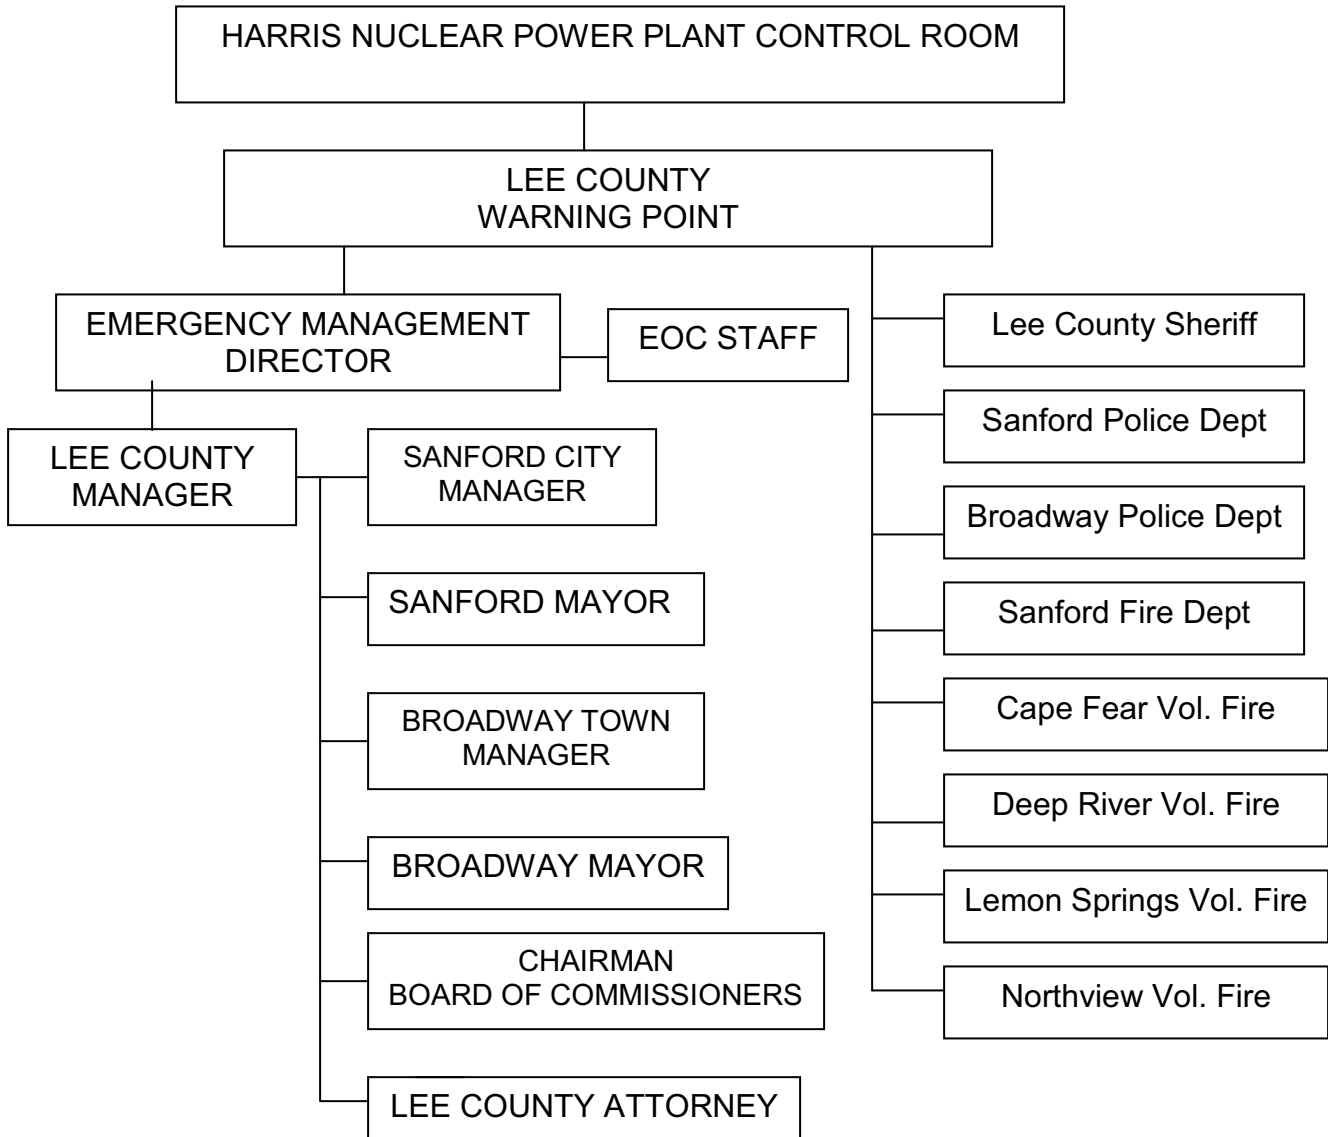 HARRIS NUCLEAR POWER PLANT CONTROL ROOM
LEE COUNTY
WARNING POINT
EMERGENCY MANAGEMENT
DIRECTOR
EOC STAFF
LEE COUNTY
MANAGER
SANFORD CITY
MANAGER
SANFORD MAYOR
BROADWAY TOWN
MANAGER
BROADWAY MAYOR
CHAIRMAN
BOARD OF COMMISSIONERS
LEE COUNTY ATTORNEY
Lee County Sheriff
Sanford Police Dept
Broadway Police Dept
Sanford Fire Dept
Cape Fear Vol. Fire
Deep River Vol. Fire
Lemon Springs Vol. Fire
Northview Vol. Fire